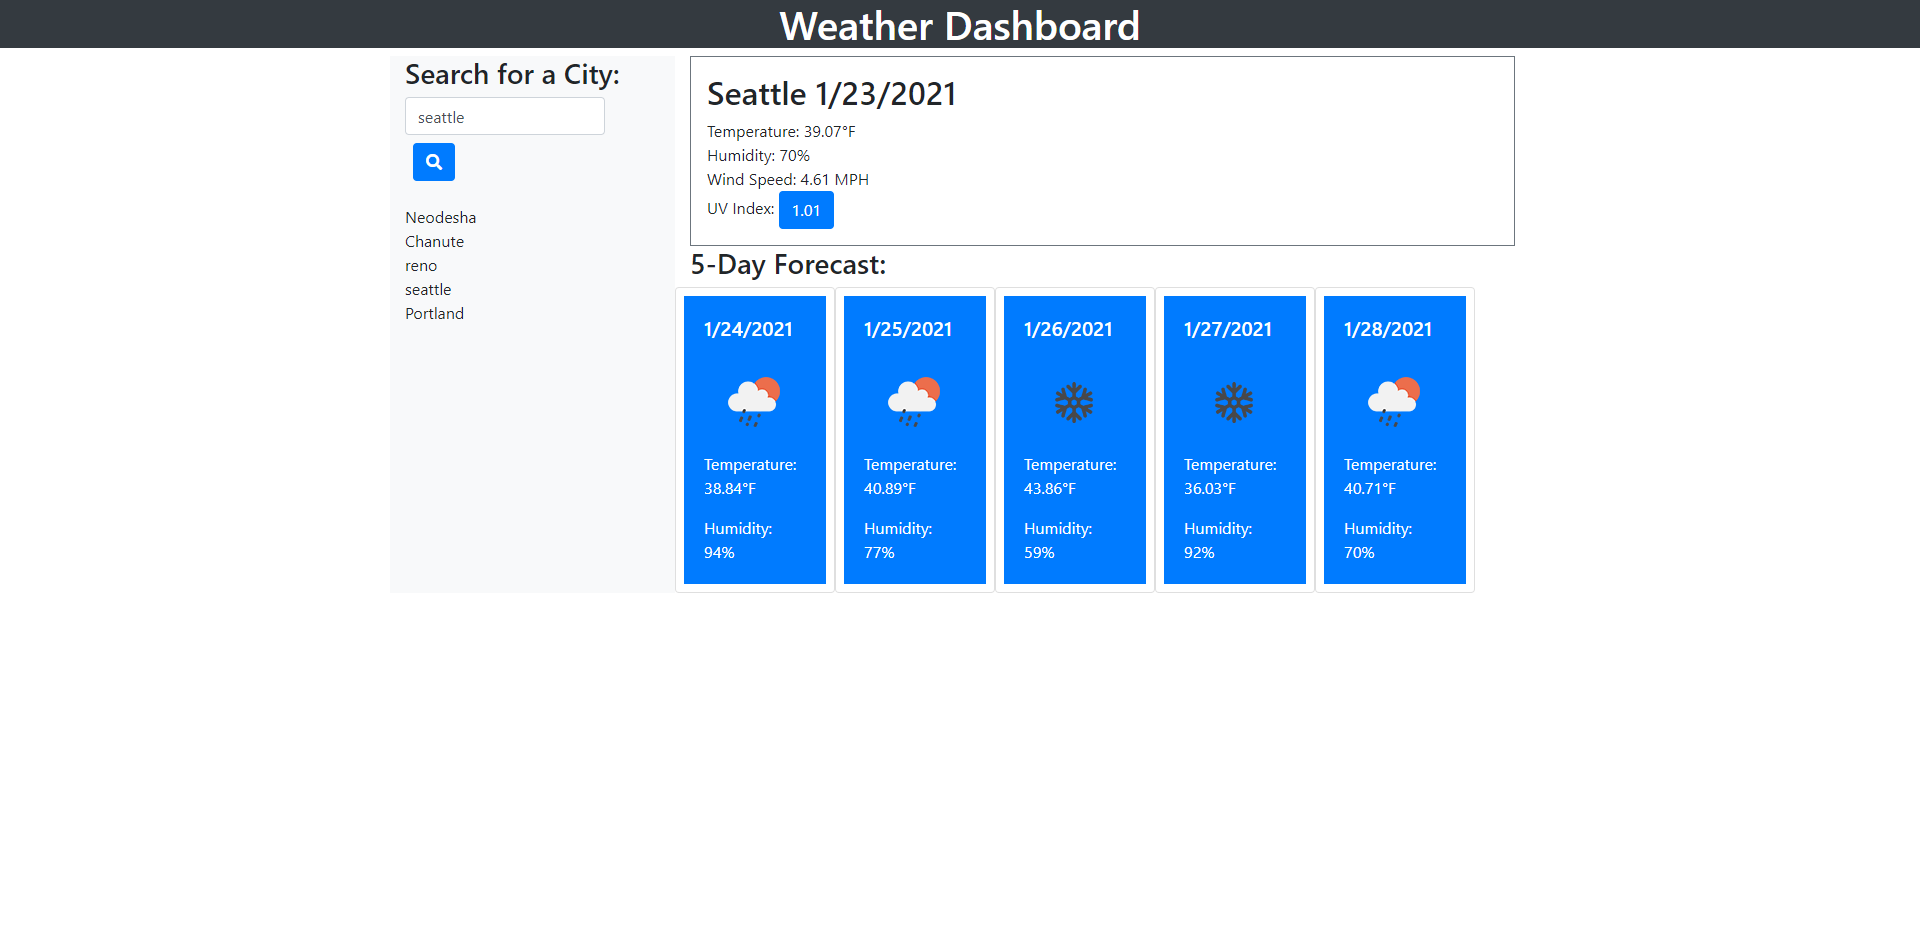 Weather Dashboard
Search for a City:
seattle
Neodesha
Chanute
reno
seattle
Portland
Seattle 1/23/2021
Temperature: 39.07°F
Humidity: 70%
Wind Speed: 4.61 MPH
UV Index: 1.01
5-Day Forecast:
1/24/2021
Temperature:
38.84°F
Humidity:
94%
1/25/2021
Temperature:
40.89°F
Humidity:
77%
1/26/2021
Temperature:
43.86°F
Humidity:
59%
1/27/2021
Temperature:
36.03°F
Humidity:
92%
1/28/2021
Temperature:
40.71°F
Humidity:
70%